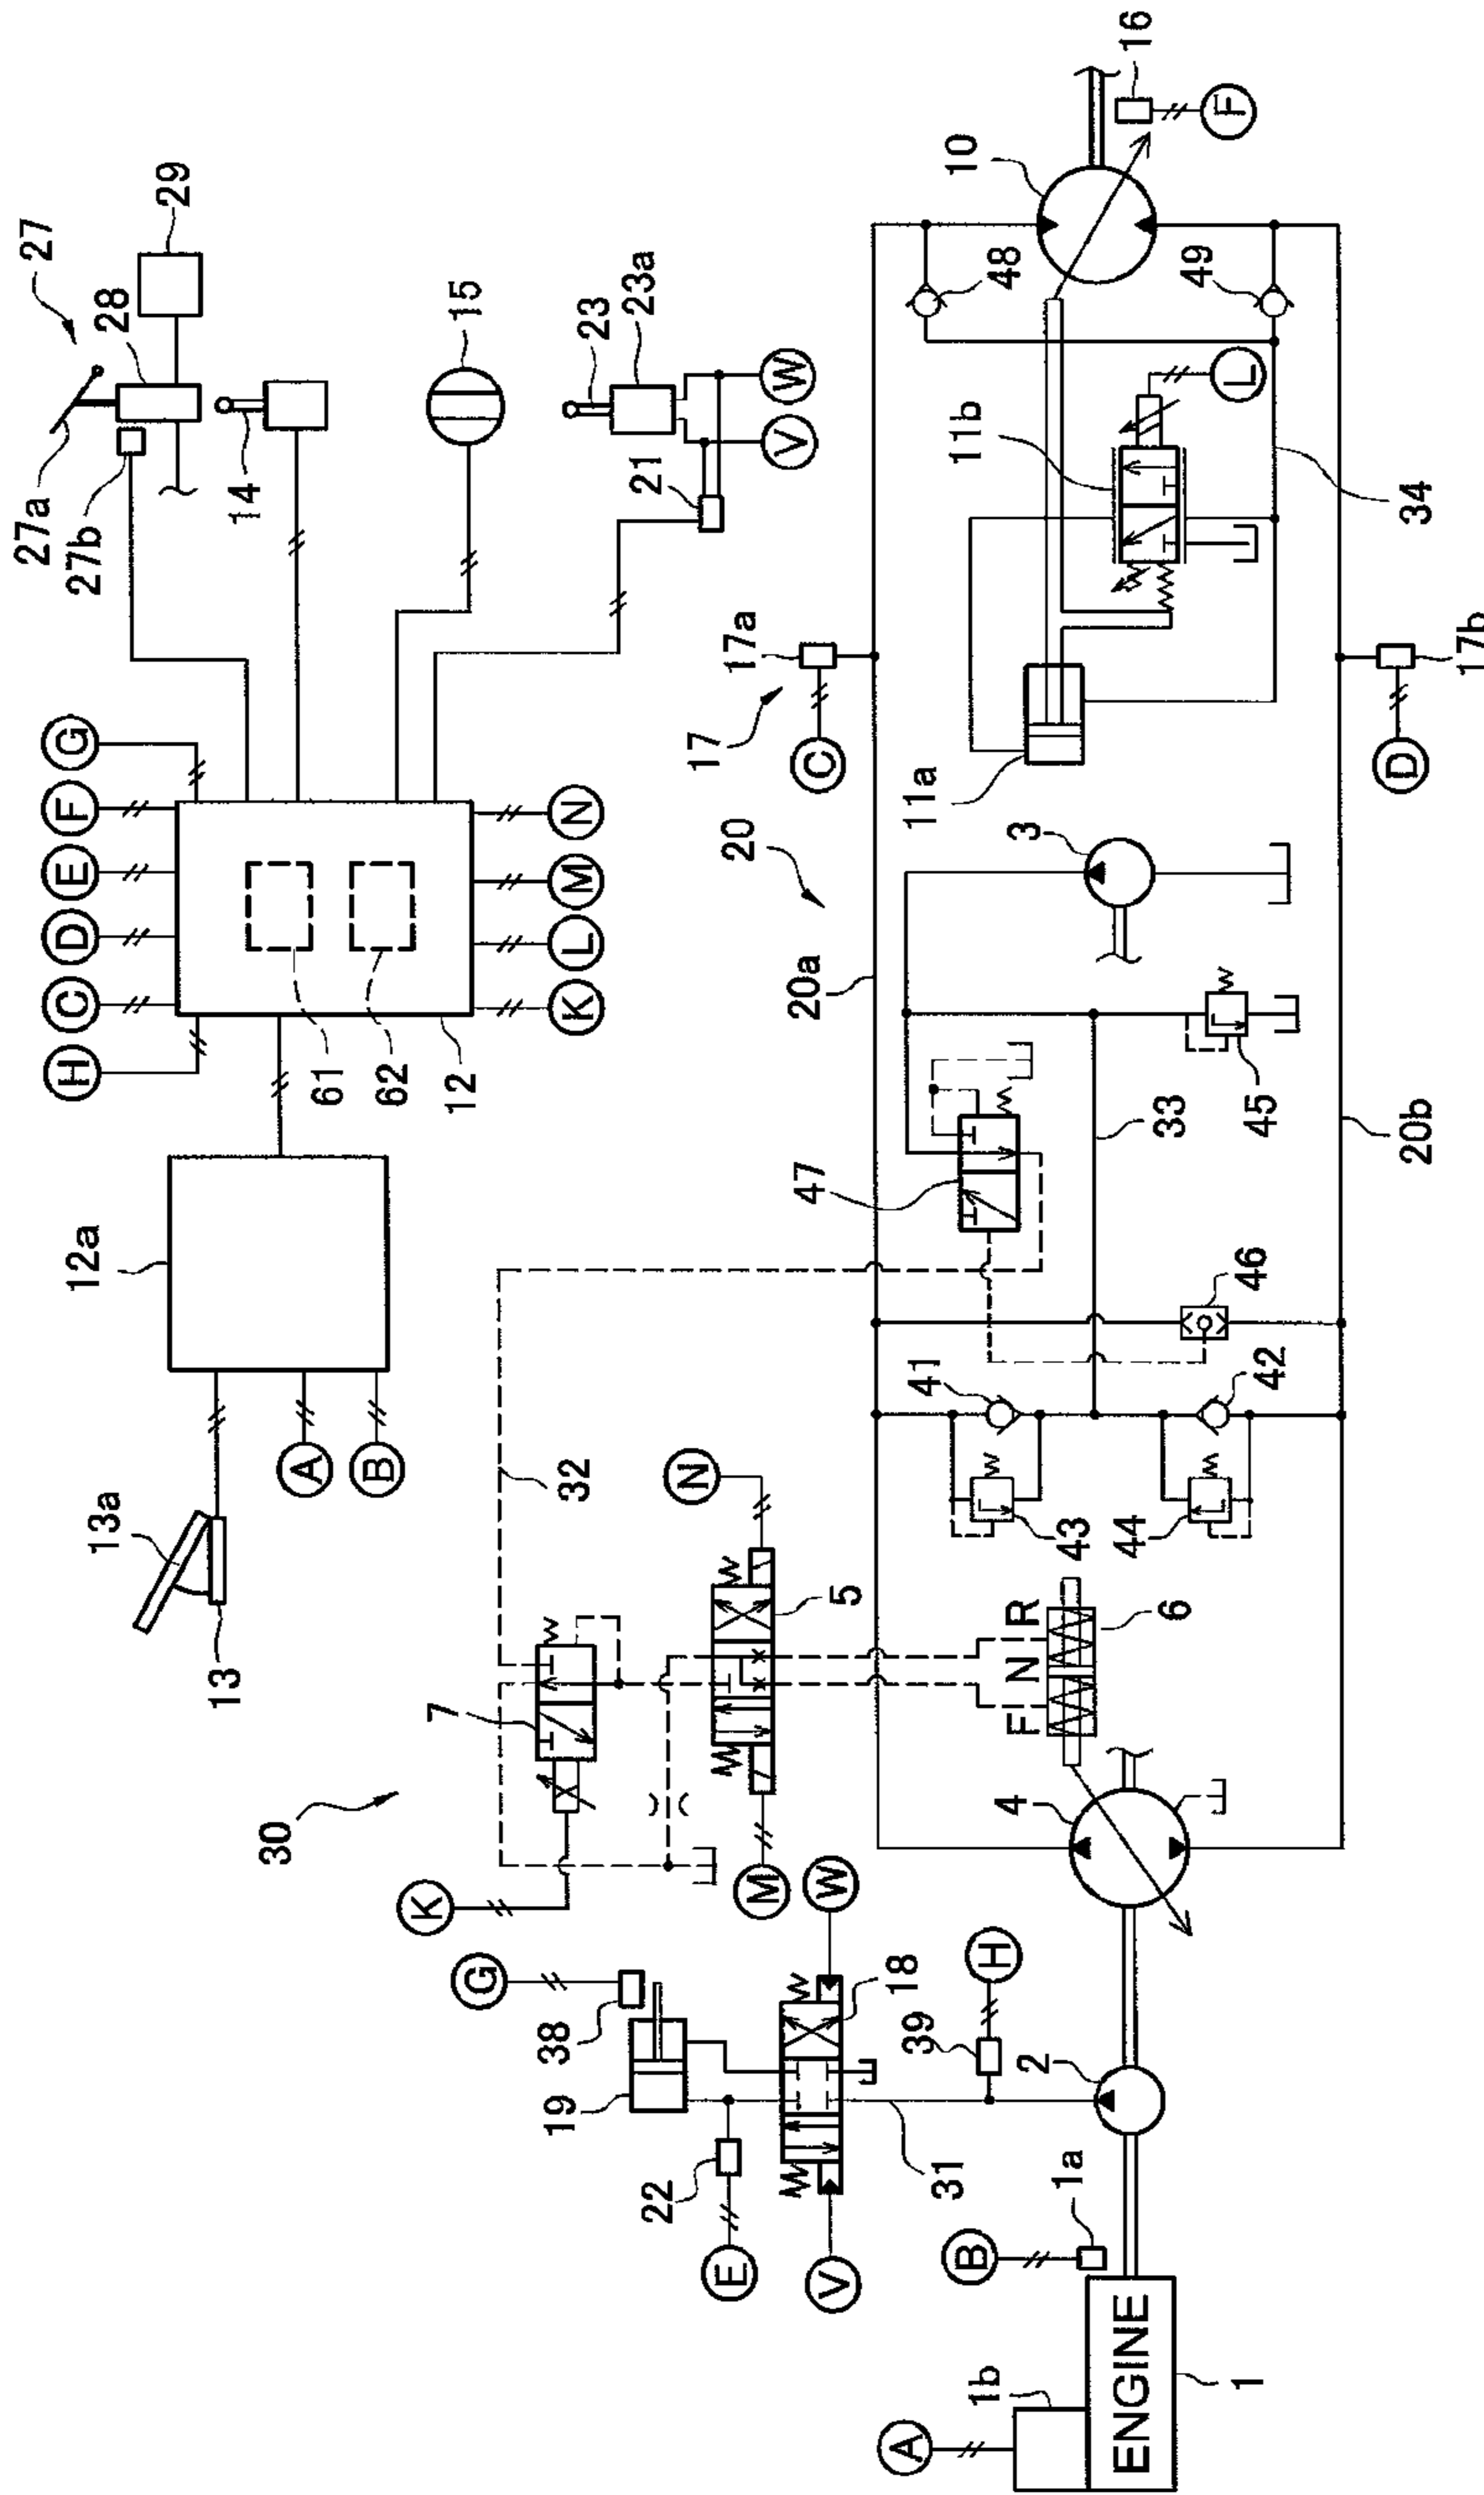 27
29
28
27a
27b
14
15
23
23a
21
V
W
G
F
E
D
C
H
N
M
L
K
61
62
12
12a
13a
13
A
B
16
F
10
48
49
11b
L
34
17a
17
C
17b
D
11a
20
3
20a
33
45
20b
47
46
41
42
43
44
32
N
5
7
M
30
K
F N R
6
4
W
G
38
19
18
H
39
2
22
E
31
V
B
1a
1b
A
ENGINE
1